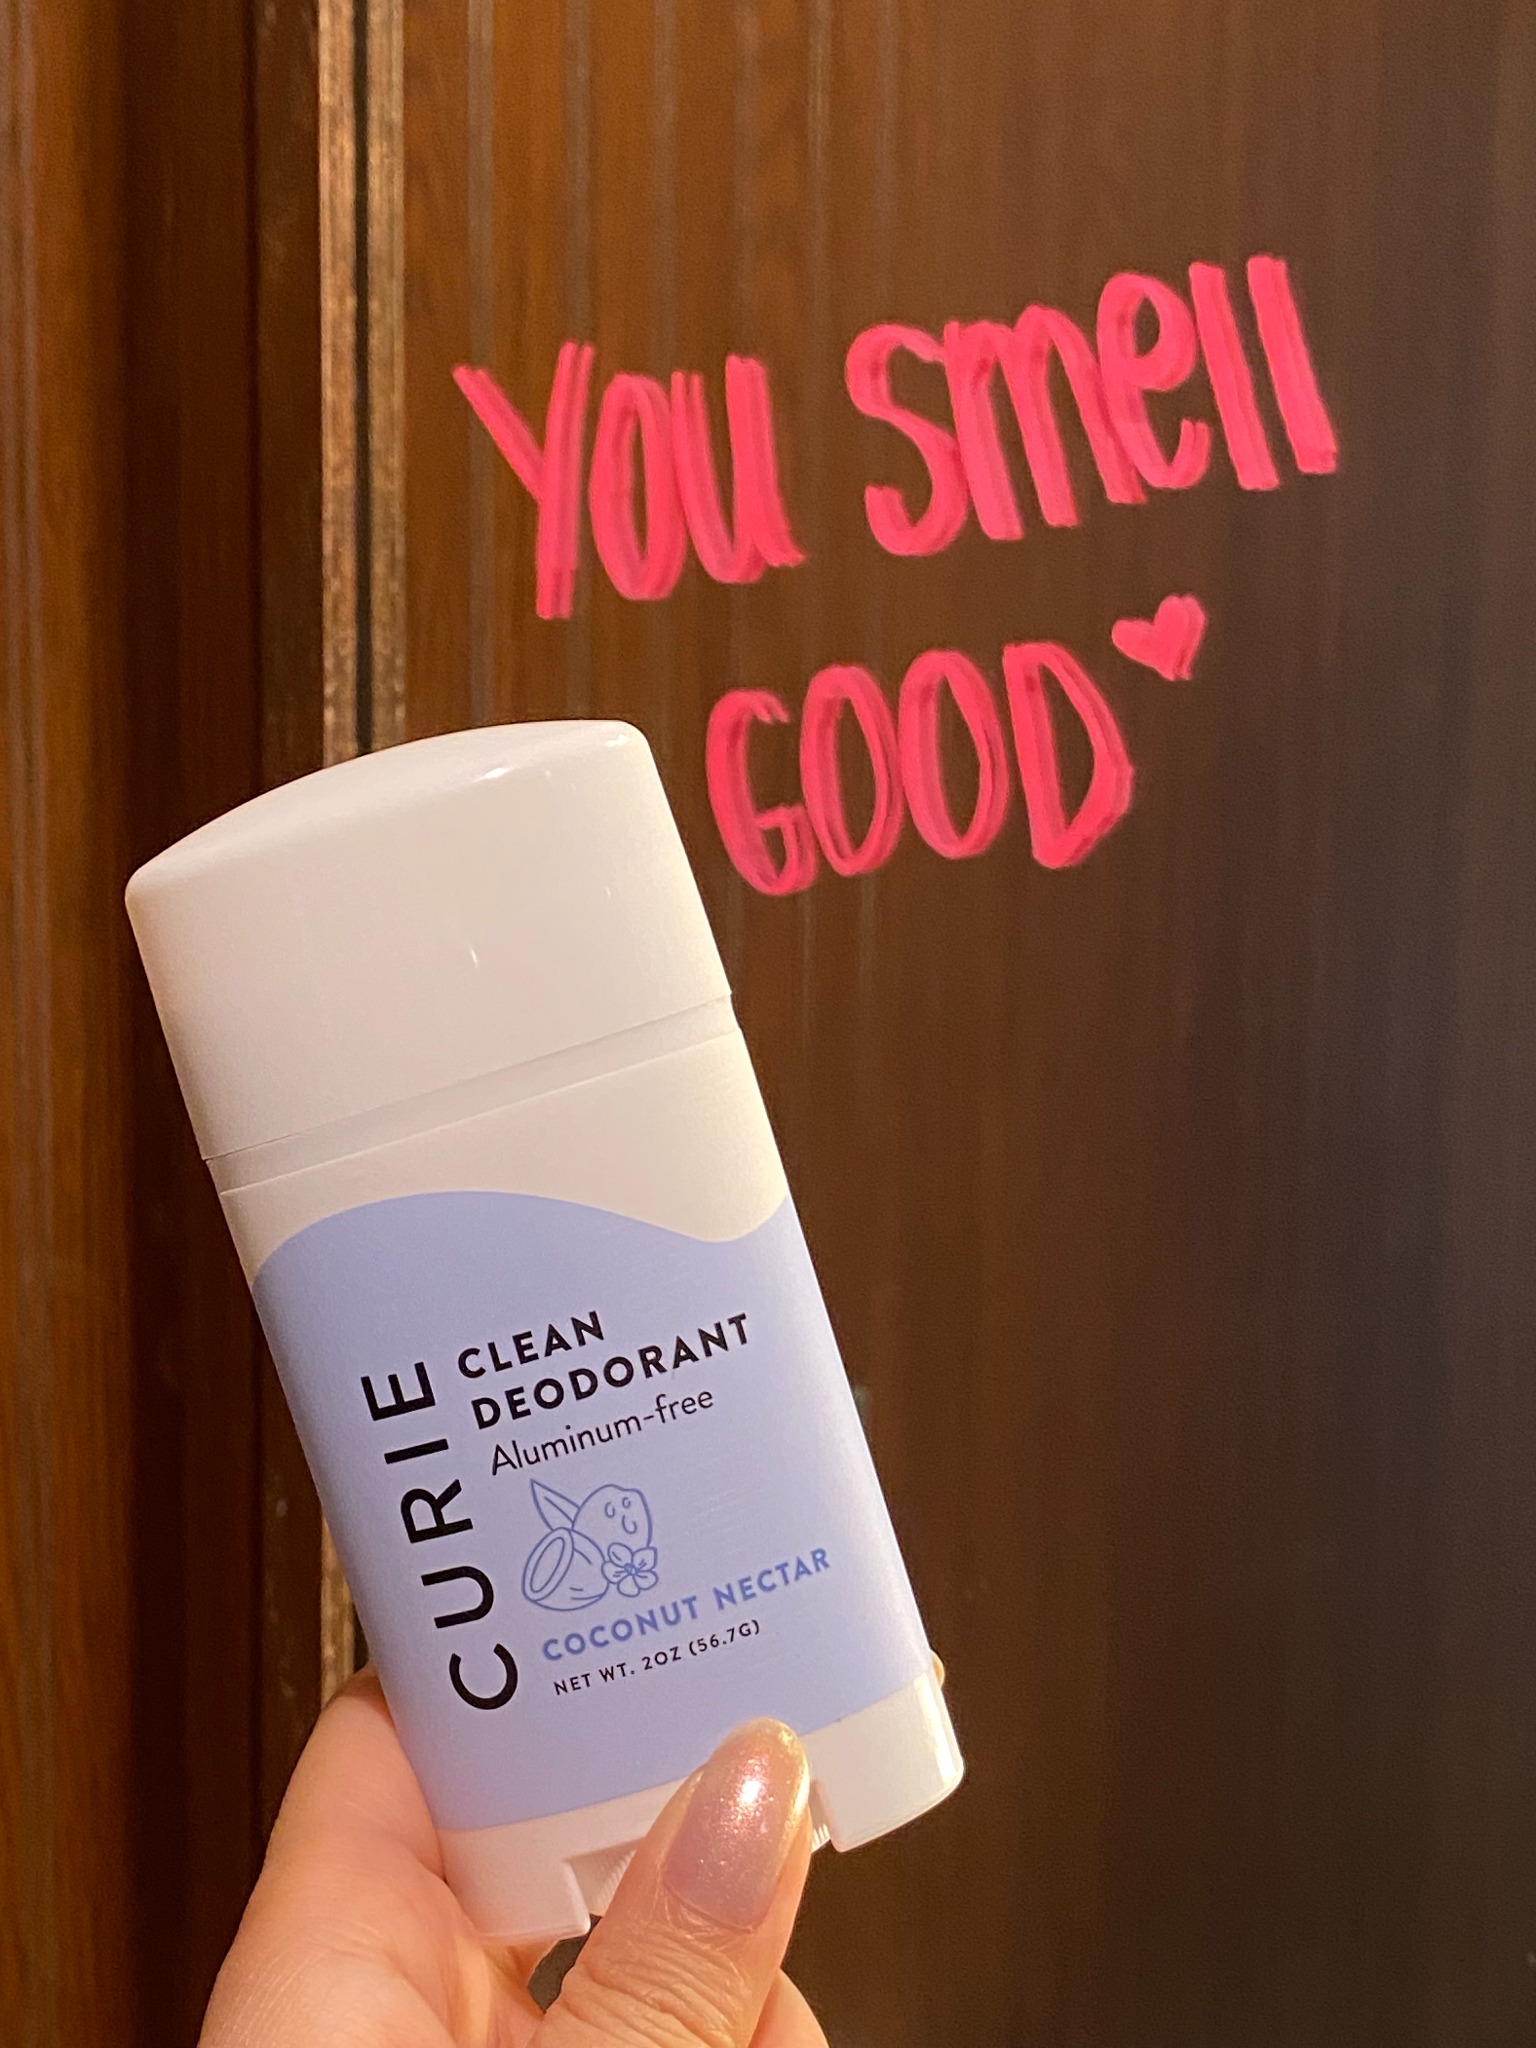 You smell
GOOD
CURIE
CLEAN
DEODORANT
Aluminum-free
COCONUT NECTAR
NET WT. 2OZ (56.7G)